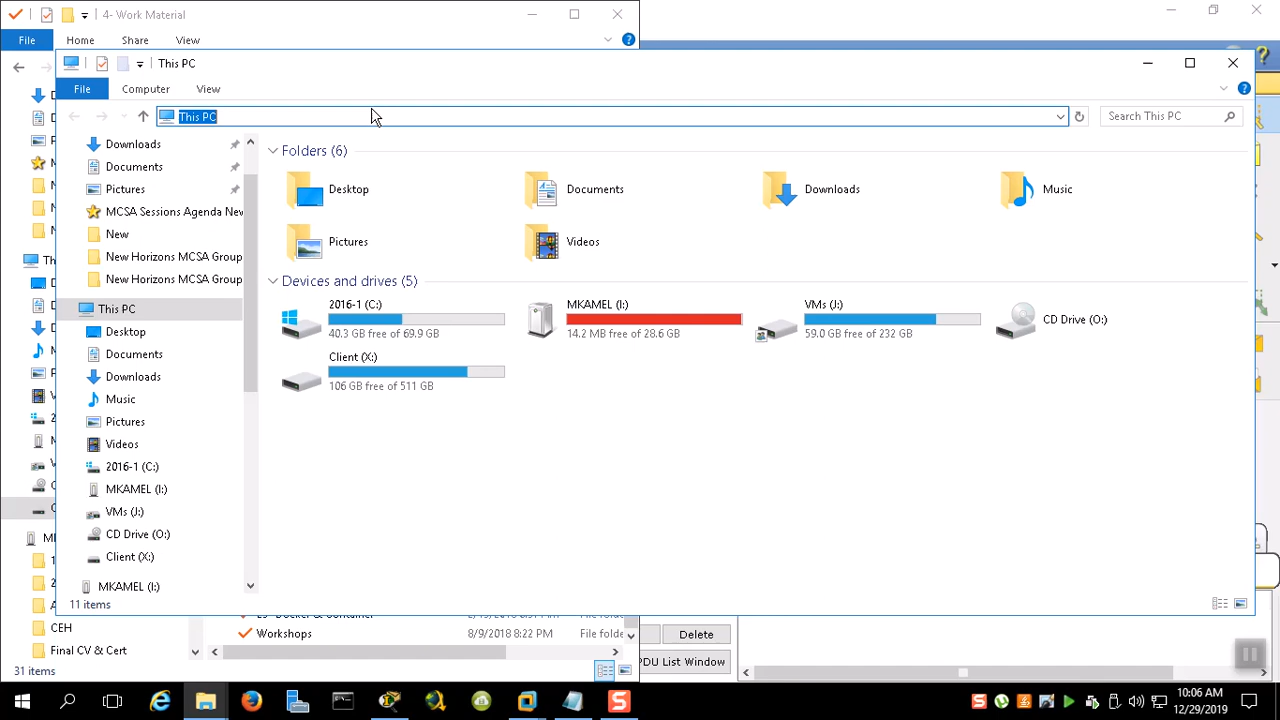 4- Work Material
File Home Share View
This PC
File Computer View
This PC
Search This PC
Downloads
Documents
Pictures
MCSA Sessions Agenda New
New
New Horizons MCSA Group
New Horizons MCSA Group
This PC
Desktop
Documents
Downloads
Music
Pictures
Videos
2016-1 (C:)
MKAMEL (I:)
VMs (J:)
CD Drive (O:)
Client (X:)
MKAMEL (I:)
Folders (6)
Desktop
Documents
Downloads
Music
Pictures
Videos
Devices and drives (5)
2016-1 (C:)
40.3 GB free of 69.9 GB
MKAMEL (I:)
14.2 MB free of 28.6 GB
VMs (J:)
59.0 GB free of 232 GB
CD Drive (O:)
Client (X:)
106 GB free of 511 GB
11 items
CEH
Final CV & Cert
Workshops 8/9/2018 8:22 PM File folde
31 items
Delete
PDU List Window
10:06 AM
12/29/2019